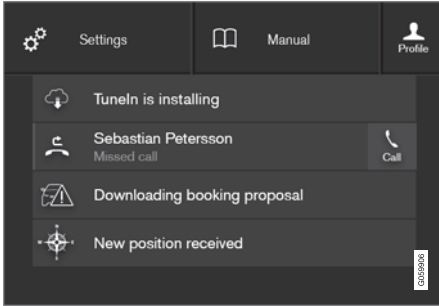 Settings
Manual
Profile
TuneIn is installing
Sebastian Petersson
Missed call
Call
Downloading booking proposal
New position received
G059906